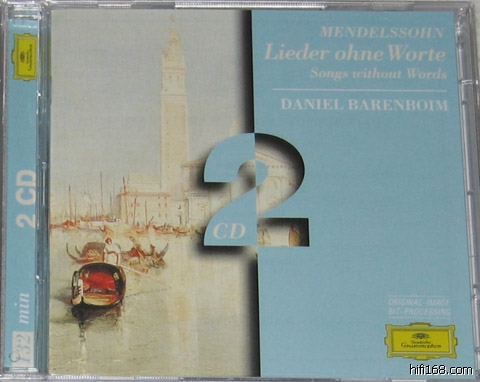 MENDELSSOHN
Lieder ohne Worte
Songs without Words
DANIEL BARENBOIM
2
CD
2 CD
min
ORIGINAL-IMAGE
BIT-PROCESSING
Deutsche
Grammophon
hifi168.com